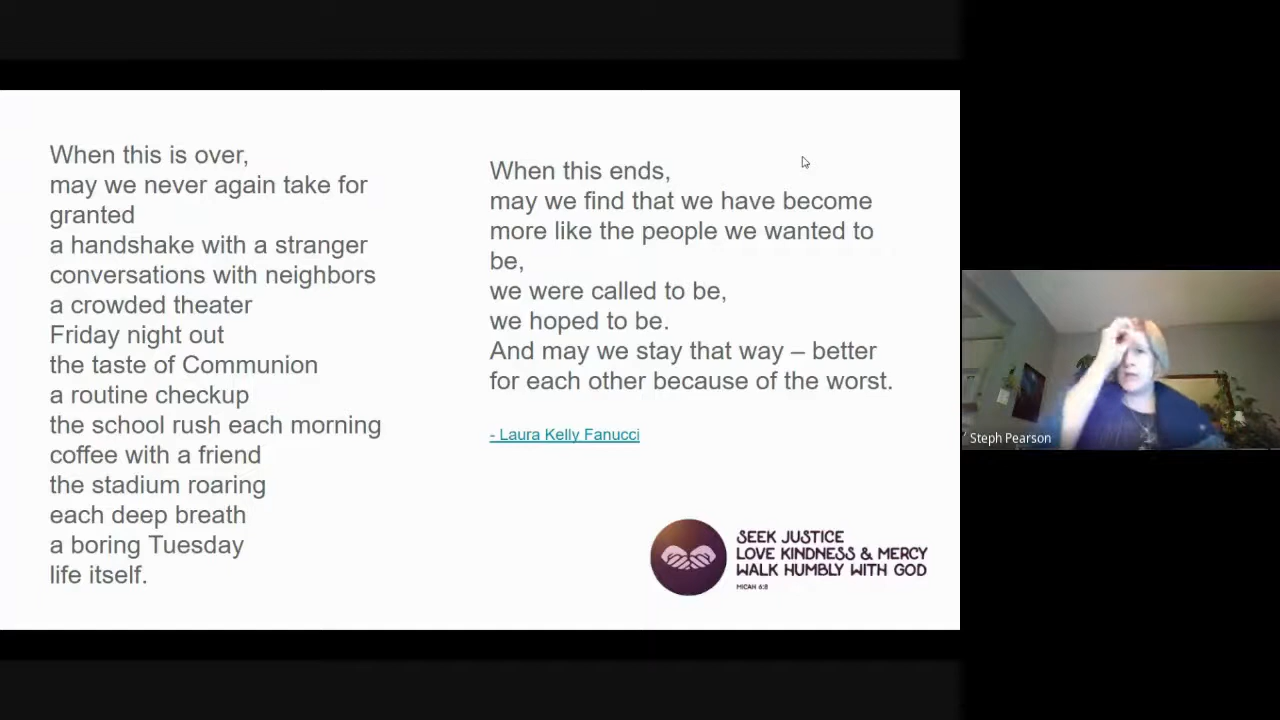 When this is over,
may we never again take for
granted
a handshake with a stranger
conversations with neighbors
a crowded theater
Friday night out
the taste of Communion
a routine checkup
the school rush each morning
coffee with a friend
the stadium roaring
each deep breath
a boring Tuesday
life itself.
When this ends,
may we find that we have become
more like the people we wanted to
be,
we were called to be,
we hoped to be.
And may we stay that way – better
for each other because of the worst.
- Laura Kelly Fanucci
SEEK JUSTICE
LOVE KINDNESS & MERCY
WALK HUMBLY WITH GOD
MICAH 6:8
Steph Pearson